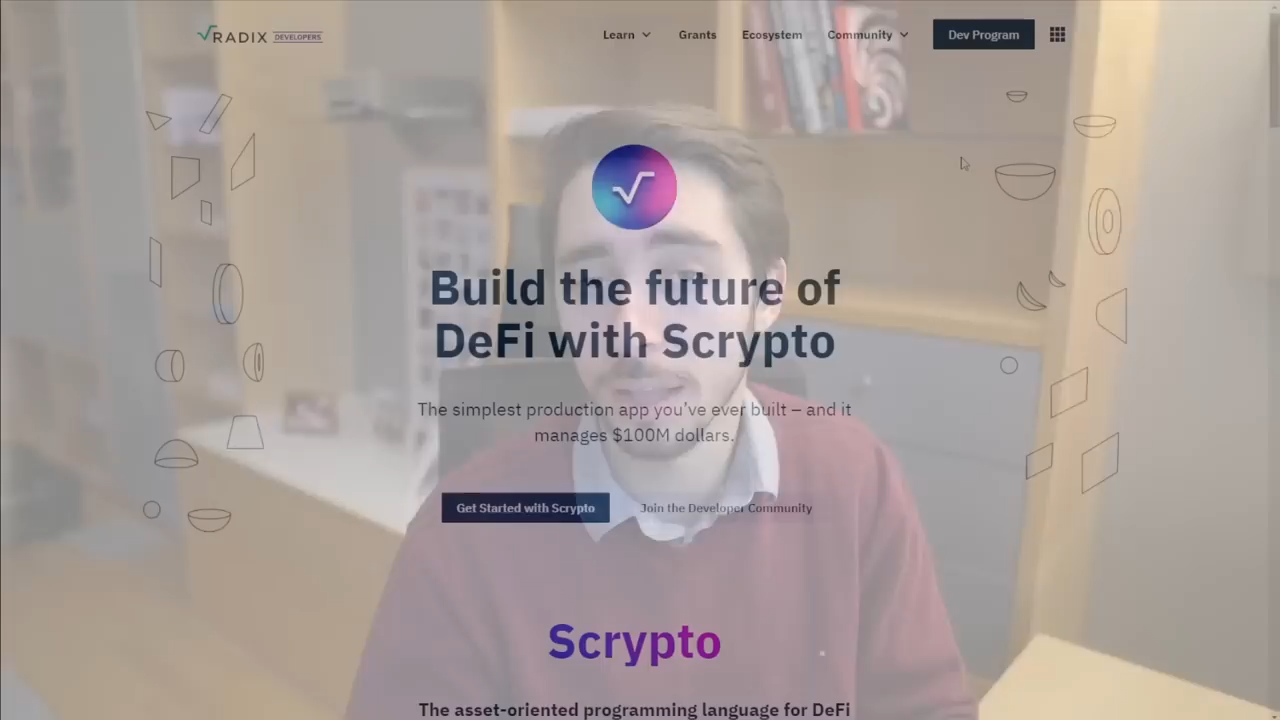 RADIX DEVELOPERS
Learn
Grants
Ecosystem
Community
Dev Program
Build the future of
DeFi with Scrypto
The simplest production app you've ever built – and it
manages $100M dollars.
Get Started with Scrypto
Join the Developer Community
Scrypto
The asset-oriented programming language for DeFi